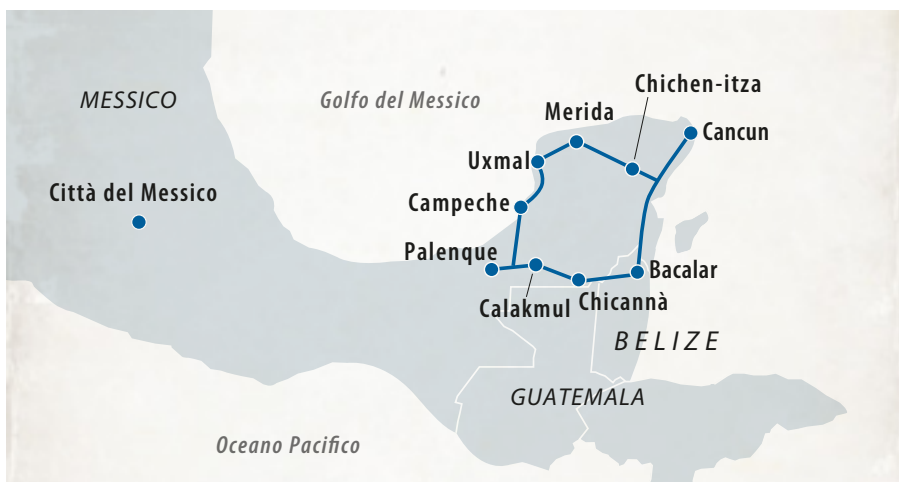 Chichen-itza
MESSICO
Golfo del Messico
Merida
Cancun
Uxmal
Città del Messico
Campeche
Palenque
Bacalar
Calakmul
Chicannà
BELIZE
GUATEMALA
Oceano Pacifico